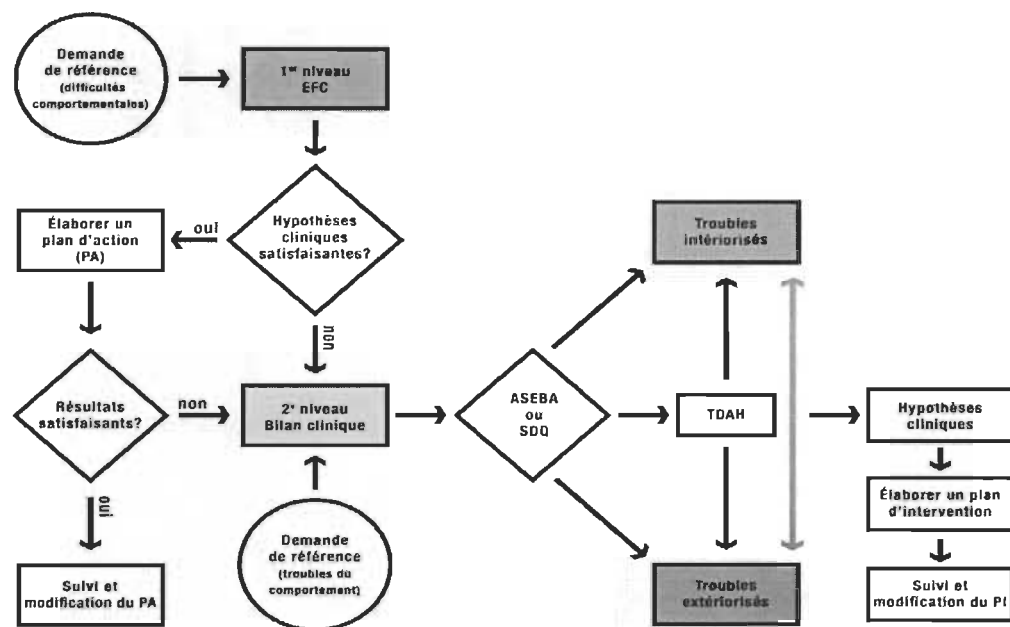 Demande
de référence
(difficultés
comportementales)
1er niveau
EFC
Hypothèses
cliniques
satisfaisantes?
oui
Élaborer un
plan d'action
(PA)
non
Résultats
satisfaisants?
non
oui
Suivi et
modification du PA
2e niveau
Bilan clinique
Demande
de référence
(troubles du
comportement)
ASEBA
ou
SDQ
Troubles
intériorisés
TDAH
Troubles
extériorisés
Hypothèses
cliniques
Élaborer un plan
d'intervention
Suivi et
modification du PI